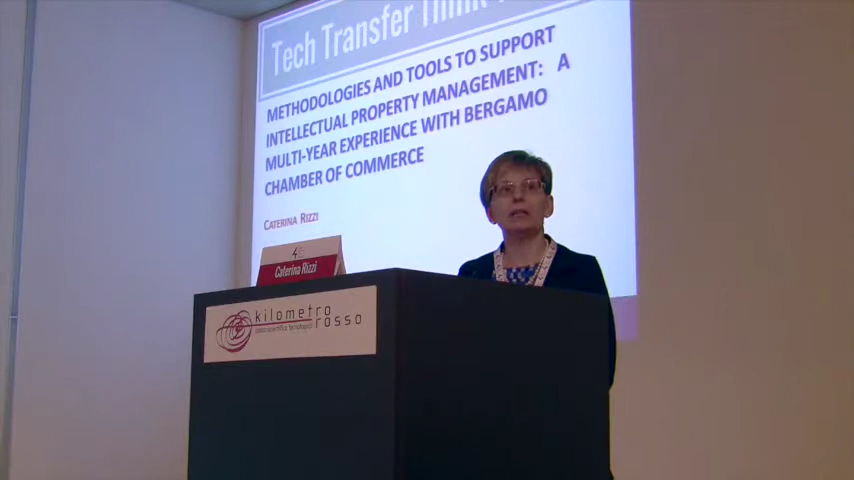 Tech Transfer Think
METHODOLOGIES AND TOOLS TO SUPPORT
INTELLECTUAL PROPERTY MANAGEMENT: A
MULTI-YEAR EXPERIENCE WITH BERGAMO
CHAMBER OF COMMERCE
CATERINA RIZZI
Caterina Rizzi
kilometro
rosso